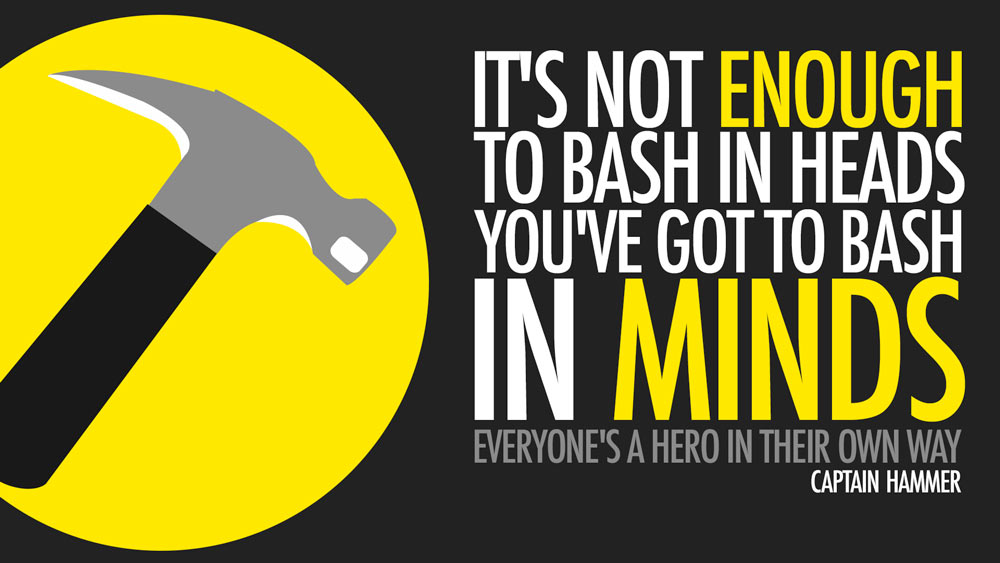 IT'S NOT ENOUGH
TO BASH IN HEADS
YOU'VE GOT TO BASH
IN MINDS
EVERYONE'S A HERO IN THEIR OWN WAY
CAPTAIN HAMMER